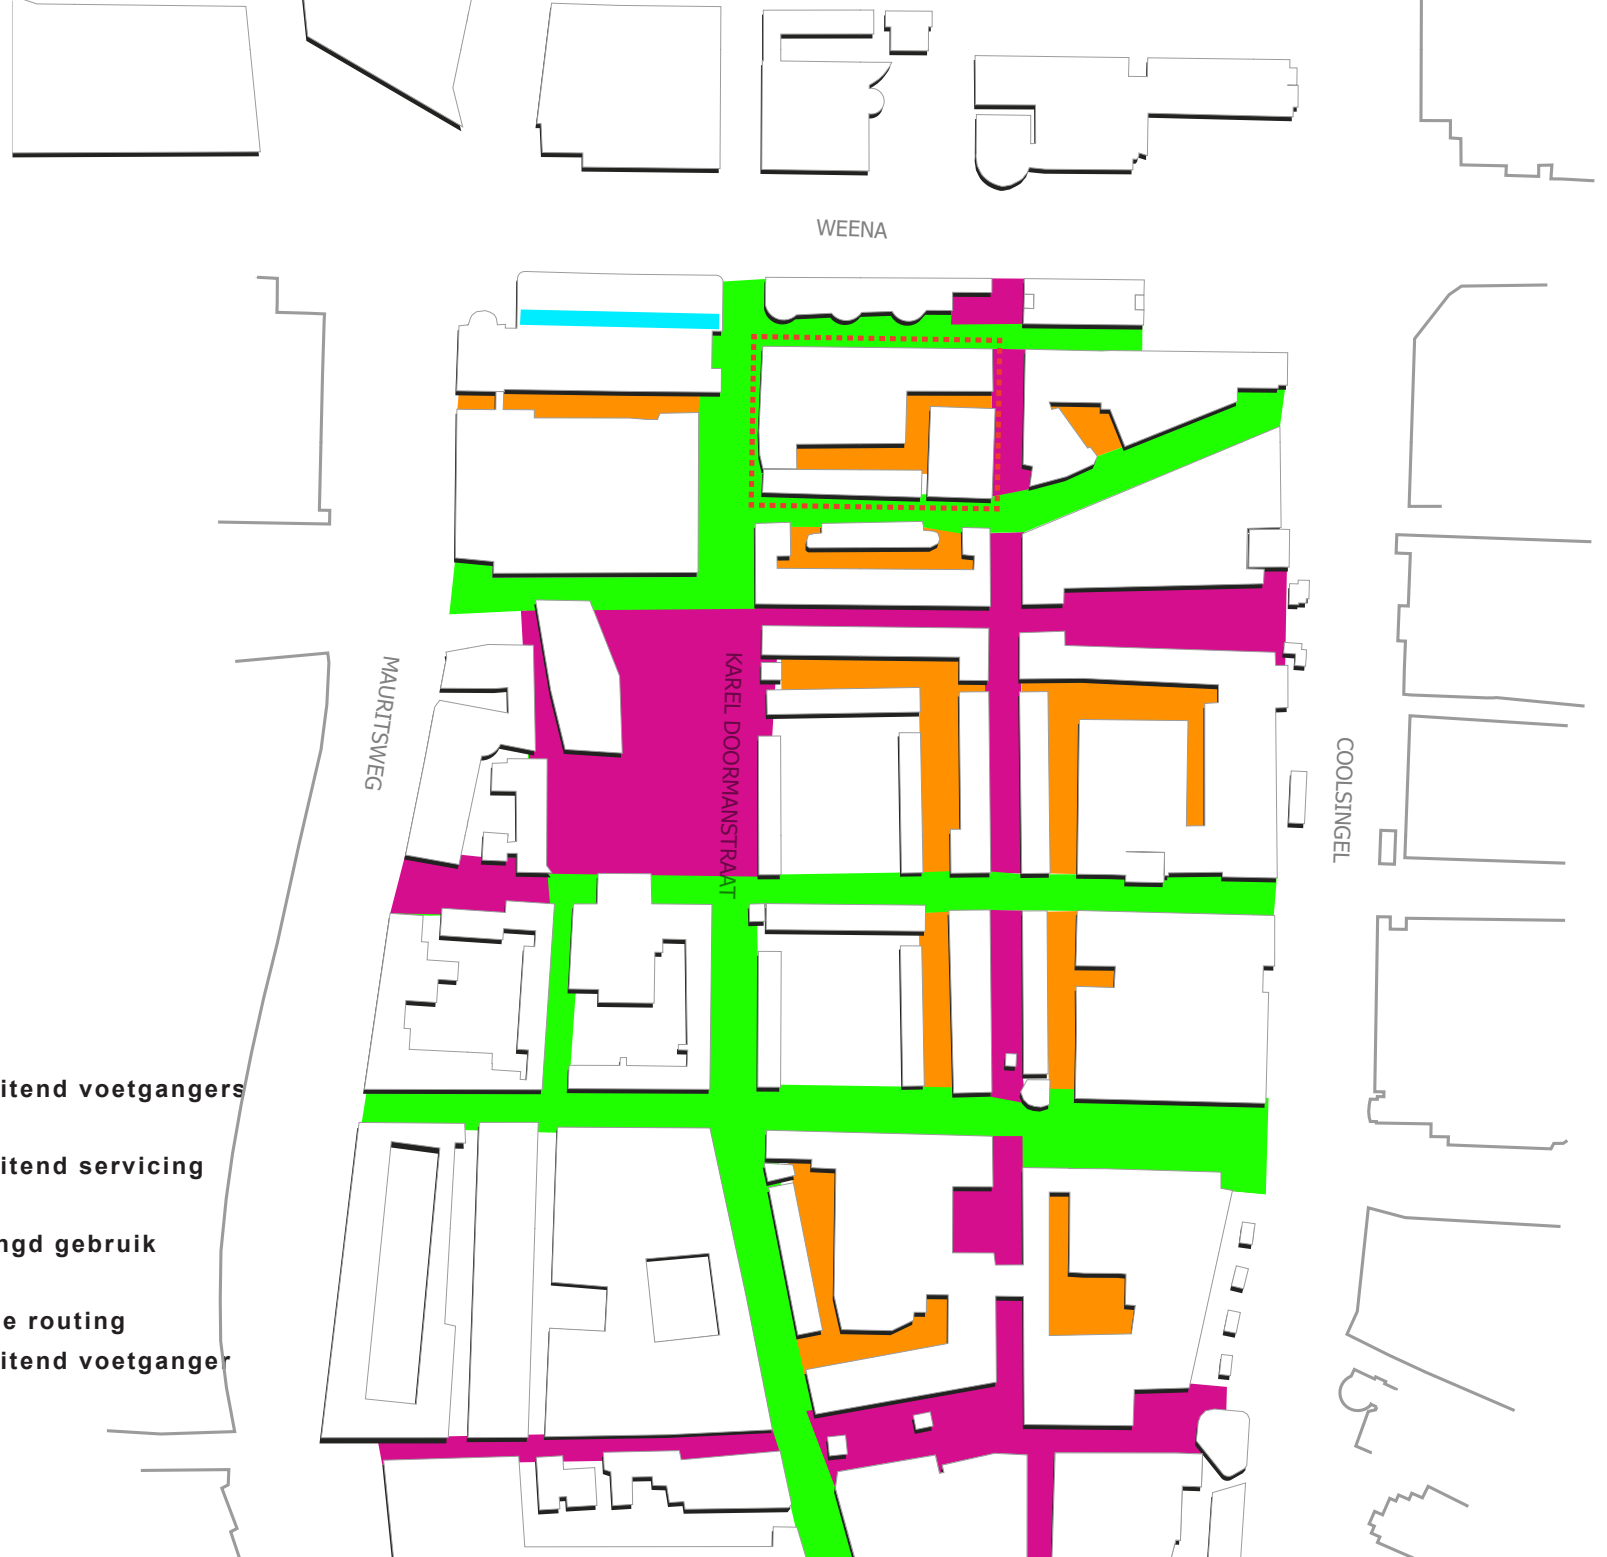 WEENA
MAURITSWEG
KAREL DOORMANSTRAAT
COOLSINGEL
itend voetgangers
itend servicing
ngd gebruik
e routing
itend voetganger